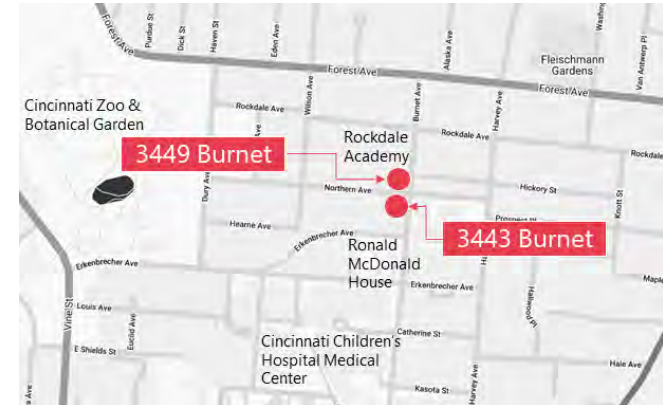 Forest Ave
Purdue St
Dick St
Haven St
Eden Ave
Alaska Ave
Washing
Forest Ave
Fleischmann
Gardens
Van Antwerp Pl
Forest Ave
Cincinnati Zoo &
Botanical Garden
Rockdale Ave
Wilson Ave
Burnet Ave
Harvey Ave
Ave
Rockdale
Academy
Rockdale Ave
Rockdale
3449 Burnet
Dury Ave
Northern Ave
Hickory St
Knott St
Hearne Ave
Erkenbrecher Ave
Prospect Pl
3443 Burnet
Ronald
McDonald
House
Erkenbrecher Ave
Erkenbrecher Ave
Maple
Vine St
Louis Ave
Euclid Ave
E Shields St
Catherine St
Cincinnati Children's
Hospital Medical
Center
Hale Ave
Kasota St
Harvey Ave
e Ave